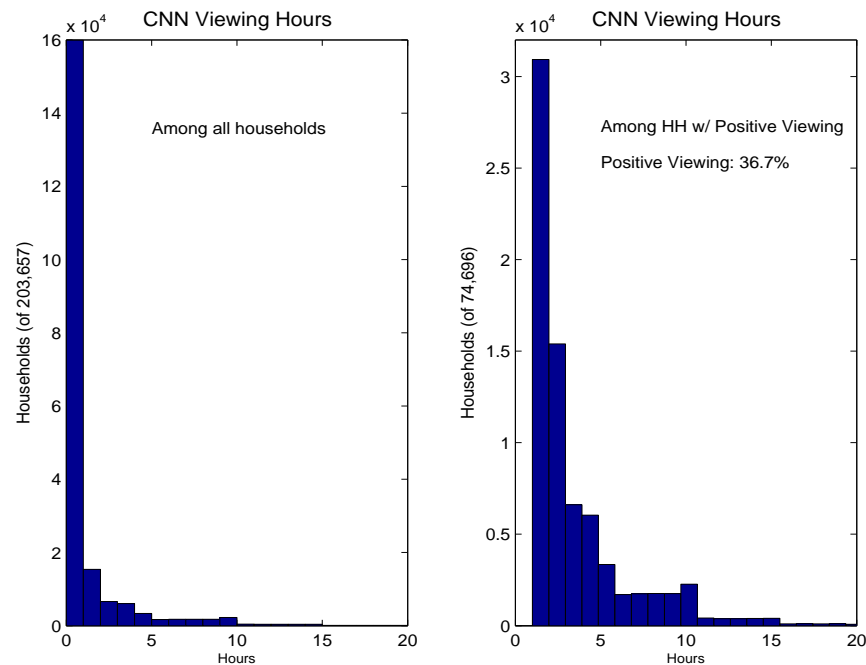 CNN Viewing Hours
x 10^4
16
14
12
10
8
6
4
2
0
Households (of 203,657)
Among all households
0 5 10 15 20
Hours
CNN Viewing Hours
x 10^4
3
2.5
2
1.5
1
0.5
0
Households (of 74,696)
Among HH w/ Positive Viewing
Positive Viewing: 36.7%
0 5 10 15 20
Hours